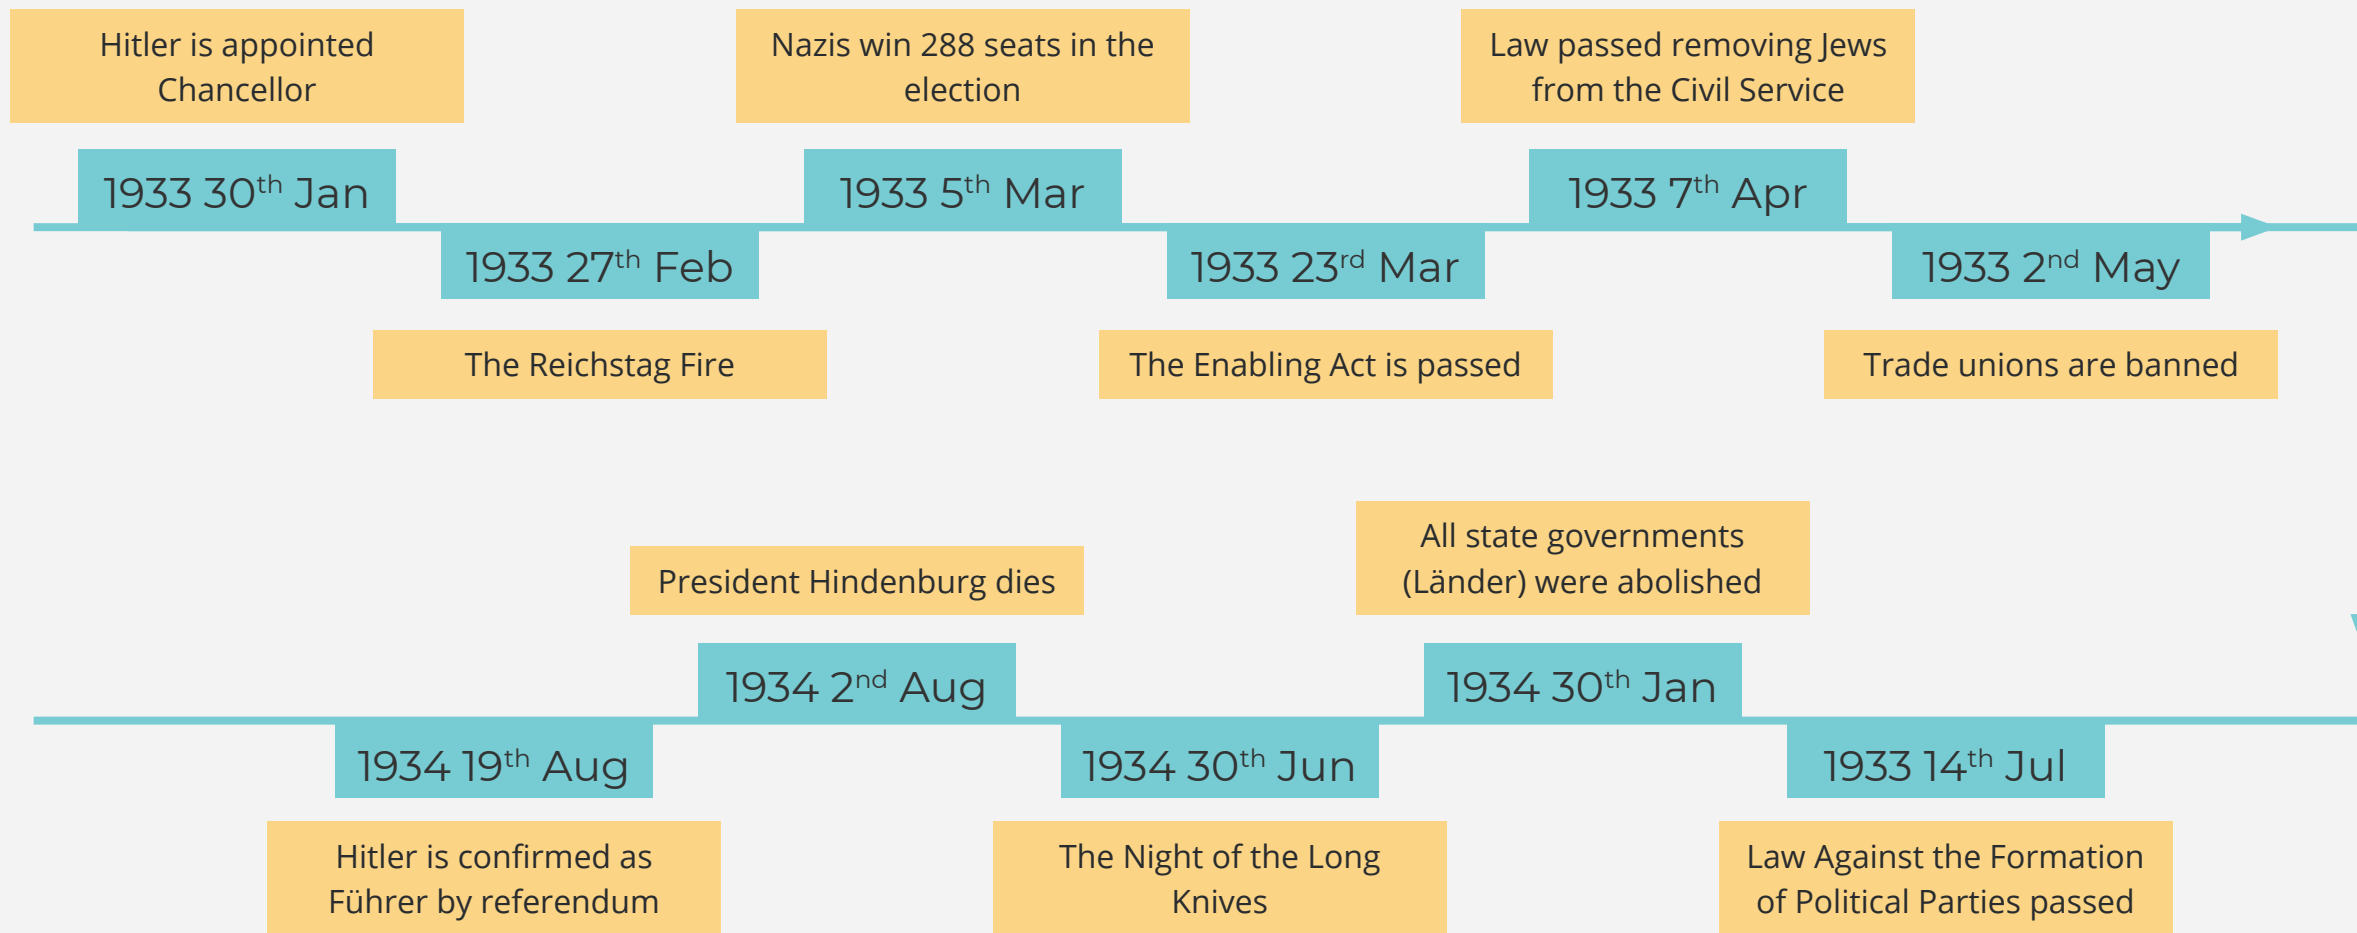 Hitler is appointed
Chancellor
1933 30th Jan
1933 27th Feb
The Reichstag Fire
Nazis win 288 seats in the
election
1933 5th Mar
1933 23rd Mar
The Enabling Act is passed
Law passed removing Jews
from the Civil Service
1933 7th Apr
1933 2nd May
Trade unions are banned
1933 14th Jul
Law Against the Formation
of Political Parties passed
All state governments
(Länder) were abolished
1934 30th Jan
1934 30th Jun
The Night of the Long
Knives
President Hindenburg dies
1934 2nd Aug
1934 19th Aug
Hitler is confirmed as
Führer by referendum